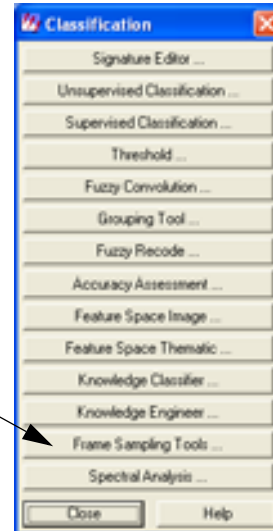 Classification
Signature Editor ...
Unsupervised Classification ...
Supervised Classification ...
Threshold ...
Fuzzy Convolution ...
Grouping Tool ...
Fuzzy Recode ...
Accuracy Assessment ...
Feature Space Image ...
Feature Space Thematic ...
Knowledge Classifier ...
Knowledge Engineer ...
Frame Sampling Tools ...
Spectral Analysis ...
Close Help